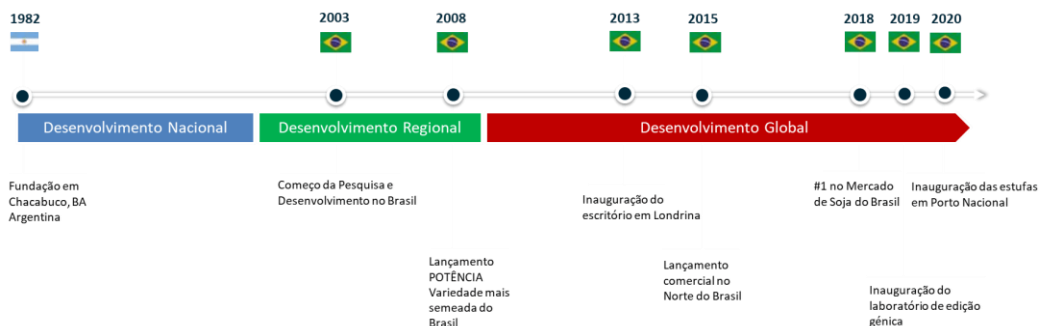 1982
2003
2008
2013
2015
2018
2019
2020
Desenvolvimento Nacional
Desenvolvimento Regional
Desenvolvimento Global
Fundação em
Chacabuco, BA
Argentina
Começo da Pesquisa e
Desenvolvimento no Brasil
Lançamento
POTÊNCIA
Variedade mais
semeada do
Brasil
Inauguração do
escritório em Londrina
Lançamento
comercial no
Norte do Brasil
#1 no Mercado
de Soja do Brasil
Inauguração do
laboratório de edição
génica
Inauguração das estufas
em Porto Nacional